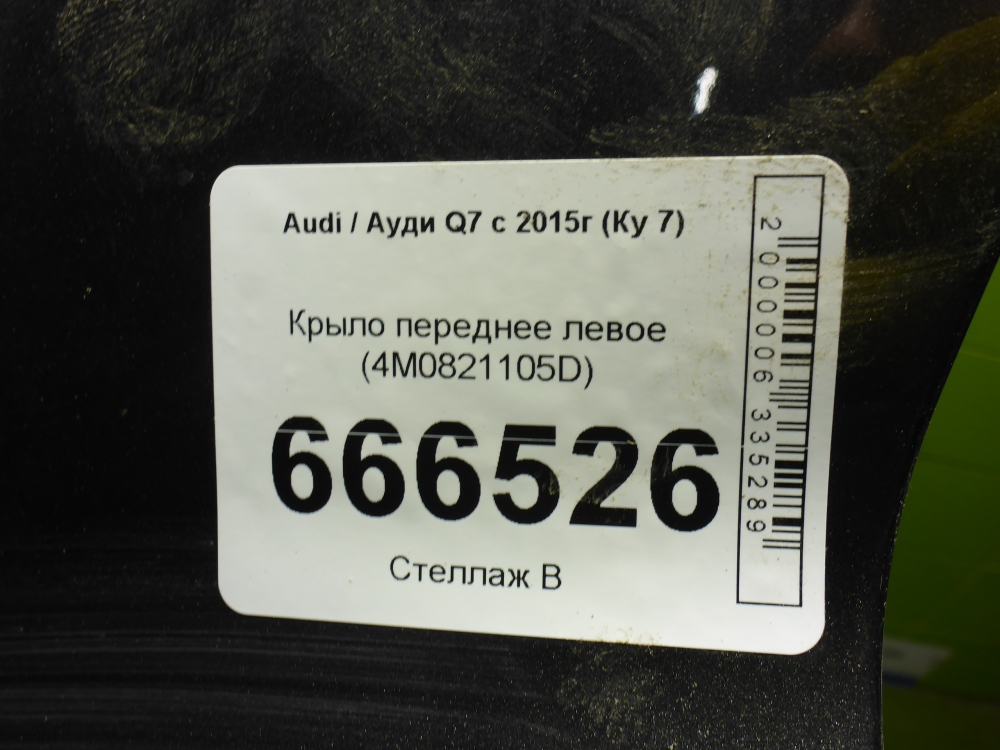 Audi / Ауди Q7 с 2015г (Ку 7)
Крыло переднее левое
(4M0821105D)
666526
Стеллаж В
2 000006 335289